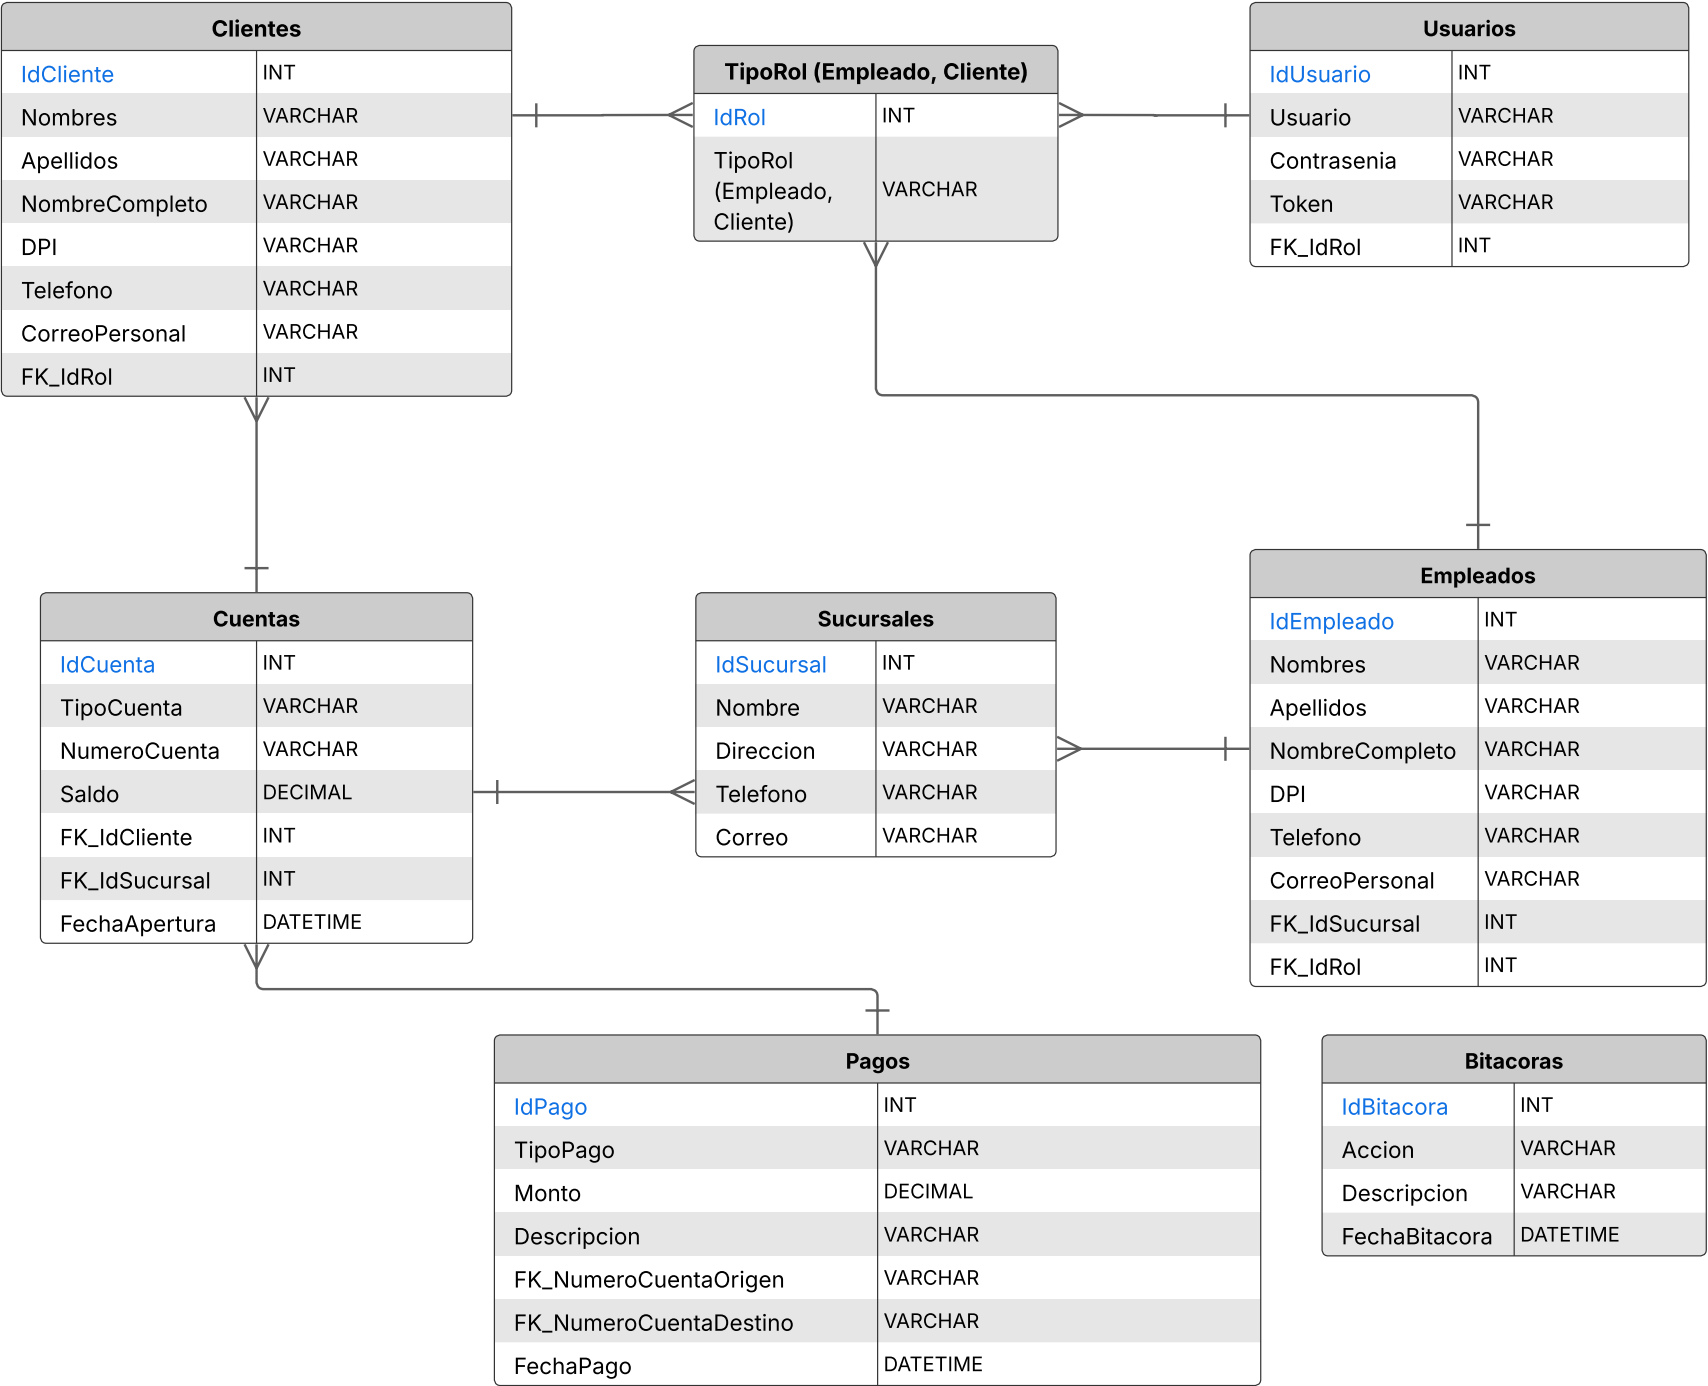 Clientes
IdCliente INT
Nombres VARCHAR
Apellidos VARCHAR
NombreCompleto VARCHAR
DPI VARCHAR
Telefono VARCHAR
CorreoPersonal VARCHAR
FK_IdRol INT
TipoRol (Empleado, Cliente)
IdRol INT
TipoRol
(Empleado,
Cliente)
VARCHAR
Usuarios
IdUsuario INT
Usuario VARCHAR
Contrasenia VARCHAR
Token VARCHAR
FK_IdRol INT
Cuentas
IdCuenta INT
TipoCuenta VARCHAR
NumeroCuenta VARCHAR
Saldo DECIMAL
FK_IdCliente INT
FK_IdSucursal INT
FechaApertura DATETIME
Sucursales
IdSucursal INT
Nombre VARCHAR
Direccion VARCHAR
Telefono VARCHAR
Correo VARCHAR
Empleados
IdEmpleado INT
Nombres VARCHAR
Apellidos VARCHAR
NombreCompleto VARCHAR
DPI VARCHAR
Telefono VARCHAR
CorreoPersonal VARCHAR
FK_IdSucursal INT
FK_IdRol INT
Pagos
IdPago INT
TipoPago VARCHAR
Monto DECIMAL
Descripcion VARCHAR
FK_NumeroCuentaOrigen VARCHAR
FK_NumeroCuentaDestino VARCHAR
FechaPago DATETIME
Bitacoras
IdBitacora INT
Accion VARCHAR
Descripcion VARCHAR
FechaBitacora DATETIME